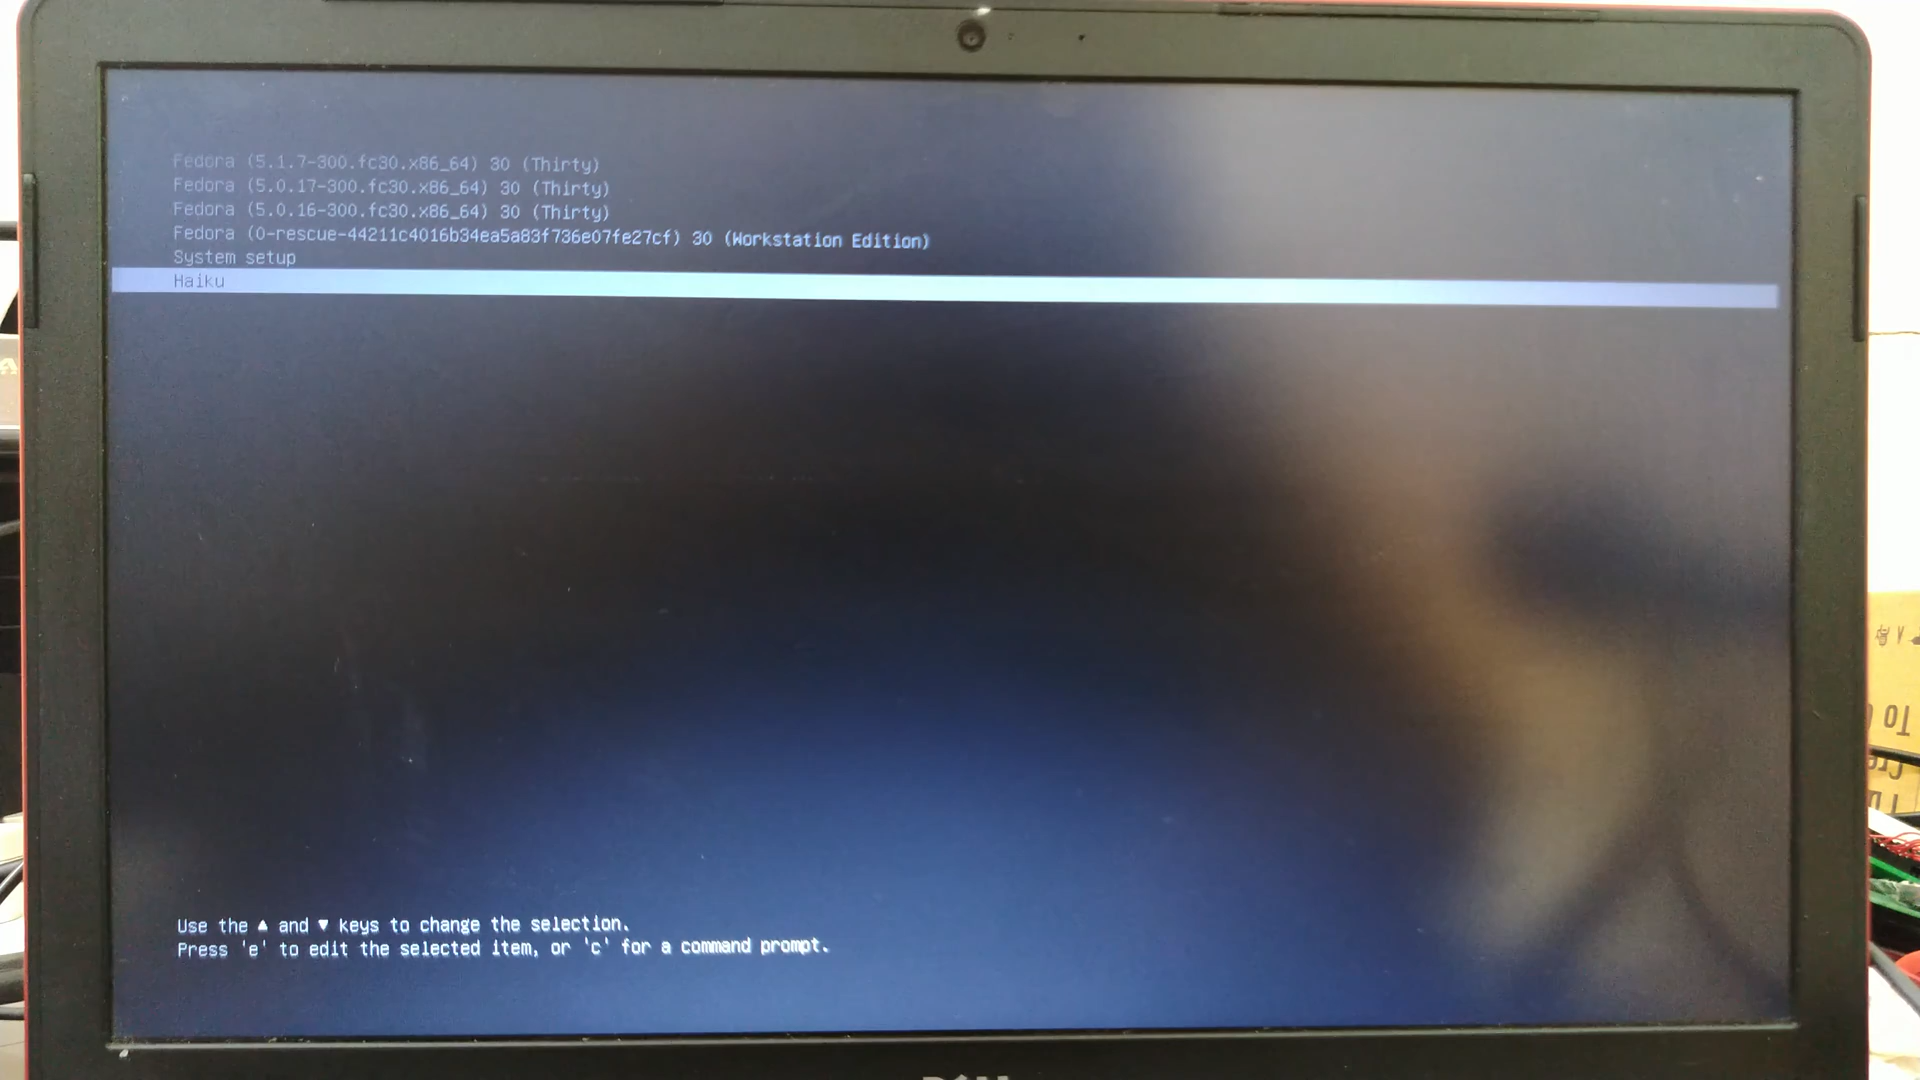 Fedora (5.1.7-300.fc30.x86_64) 30 (Thirty)
Fedora (5.0.17-300.fc30.x86_64) 30 (Thirty)
Fedora (5.0.16-300.fc30.x86_64) 30 (Thirty)
Fedora (0-rescue-44211c4016b34ea5a83f736e07fe27cf) 30 (Workstation Edition)
System setup
Haiku
Use the ▲ and ▼ keys to change the selection.
Press 'e' to edit the selected item, or 'c' for a command prompt.
To